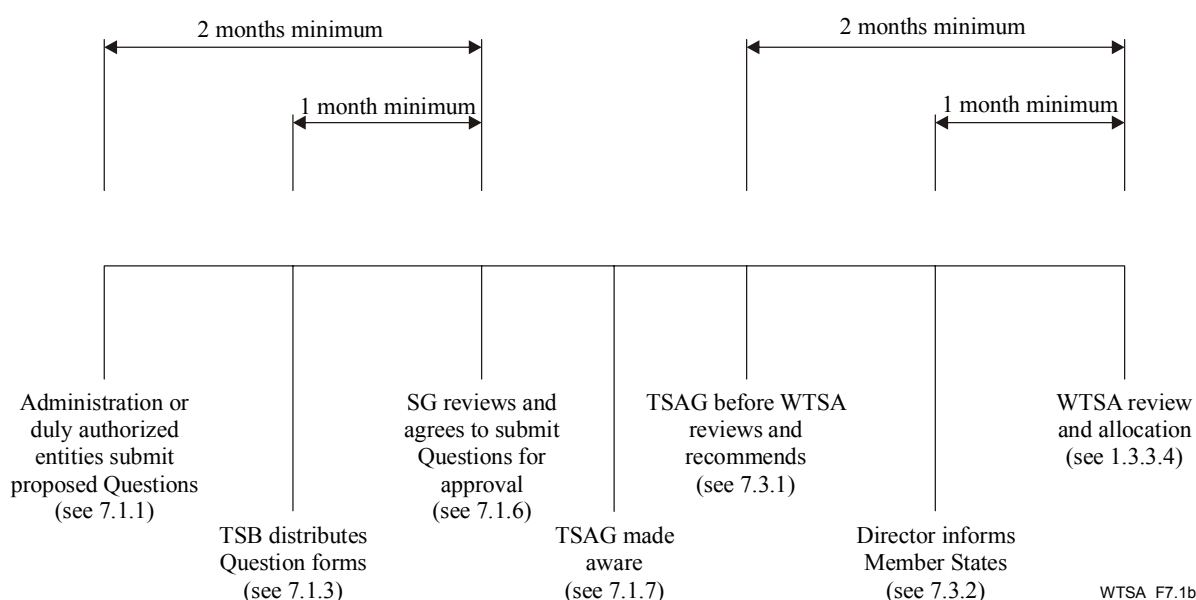 2 months minimum
2 months minimum
1 month minimum
1 month minimum
Administration or
duly authorized
entities submit
proposed Questions
(see 7.1.1)
TSB distributes
Question forms
(see 7.1.3)
SG reviews and
agrees to submit
Questions for
approval
(see 7.1.6)
TSAG made
aware
(see 7.1.7)
TSAG before WTSA
reviews and
recommends
(see 7.3.1)
Director informs
Member States
(see 7.3.2)
WTSA review
and allocation
(see 1.3.3.4)
WTSA_F7.1b